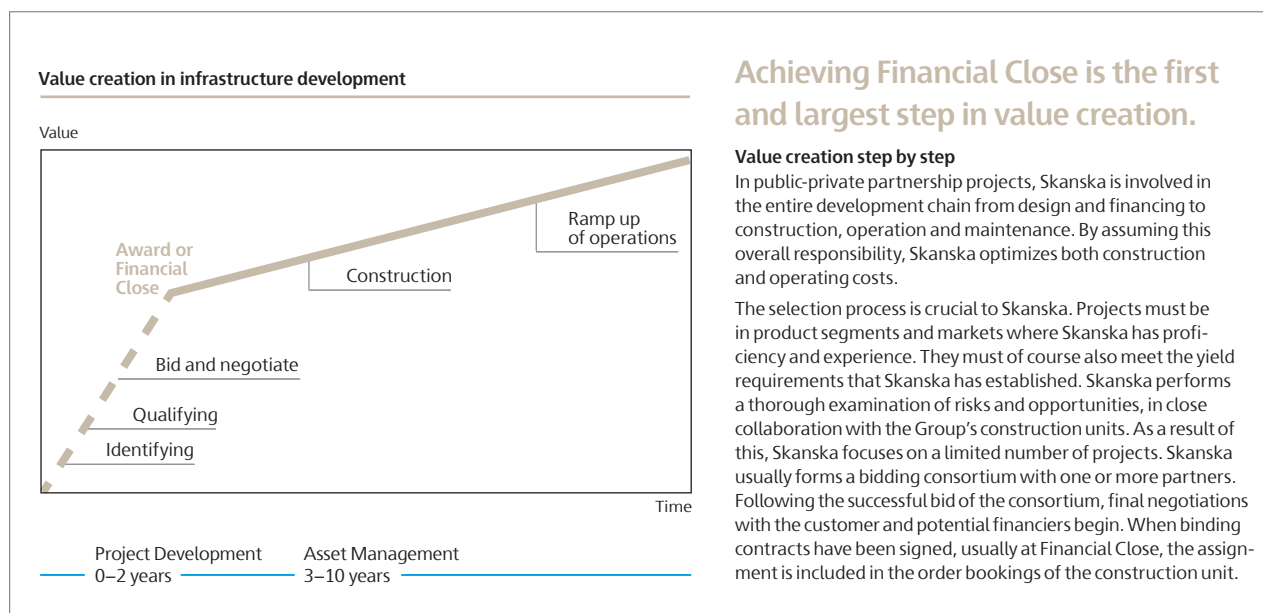 Value creation in infrastructure development
Value
Award or
Financial
Close
Ramp up
of operations
Construction
Bid and negotiate
Qualifying
Identifying
Time
Project Development
0–2 years
Asset Management
3–10 years
Achieving Financial Close is the first
and largest step in value creation.
Value creation step by step
In public-private partnership projects, Skanska is involved in
the entire development chain from design and financing to
construction, operation and maintenance. By assuming this
overall responsibility, Skanska optimizes both construction
and operating costs.
The selection process is crucial to Skanska. Projects must be
in product segments and markets where Skanska has profi-
ciency and experience. They must of course also meet the yield
requirements that Skanska has established. Skanska performs
a thorough examination of risks and opportunities, in close
collaboration with the Group's construction units. As a result of
this, Skanska focuses on a limited number of projects. Skanska
usually forms a bidding consortium with one or more partners.
Following the successful bid of the consortium, final negotiations
with the customer and potential financiers begin. When binding
contracts have been signed, usually at Financial Close, the assign-
ment is included in the order bookings of the construction unit.